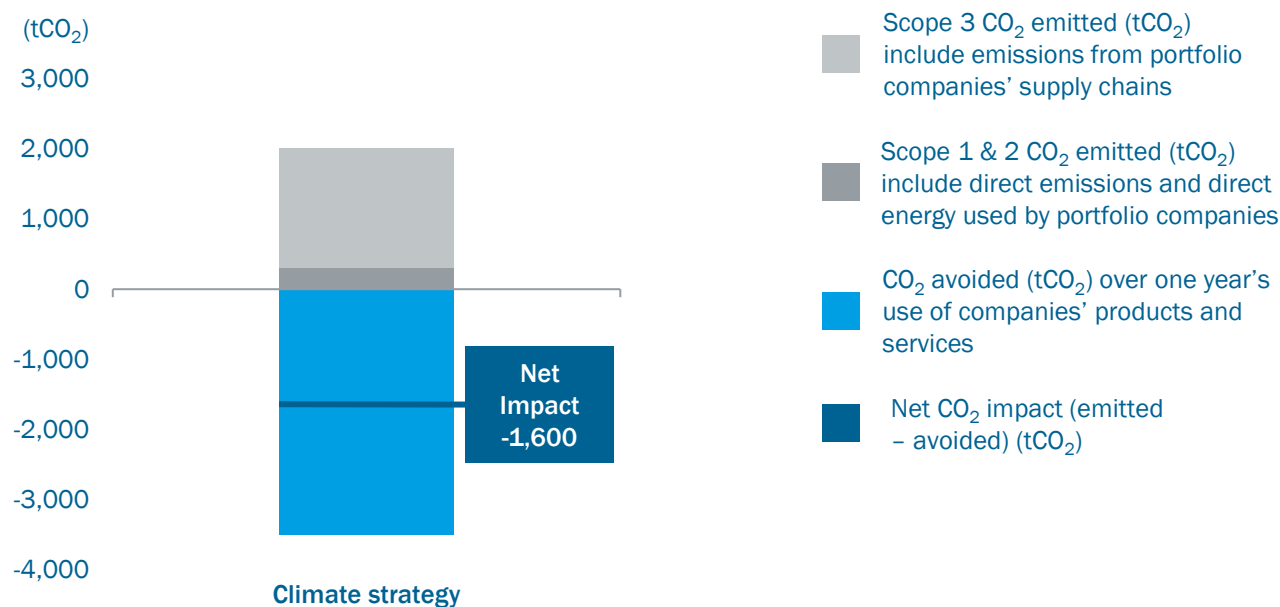 (tCO₂)
3,000
2,000
1,000
0
-1,000
-2,000
-3,000
-4,000
Net
Impact
-1,600
Climate strategy
Scope 3 CO₂ emitted (tCO₂)
include emissions from portfolio
companies’ supply chains
Scope 1 & 2 CO₂ emitted (tCO₂)
include direct emissions and direct
energy used by portfolio companies
CO₂ avoided (tCO₂) over one year’s
use of companies’ products and
services
Net CO₂ impact (emitted
– avoided) (tCO₂)